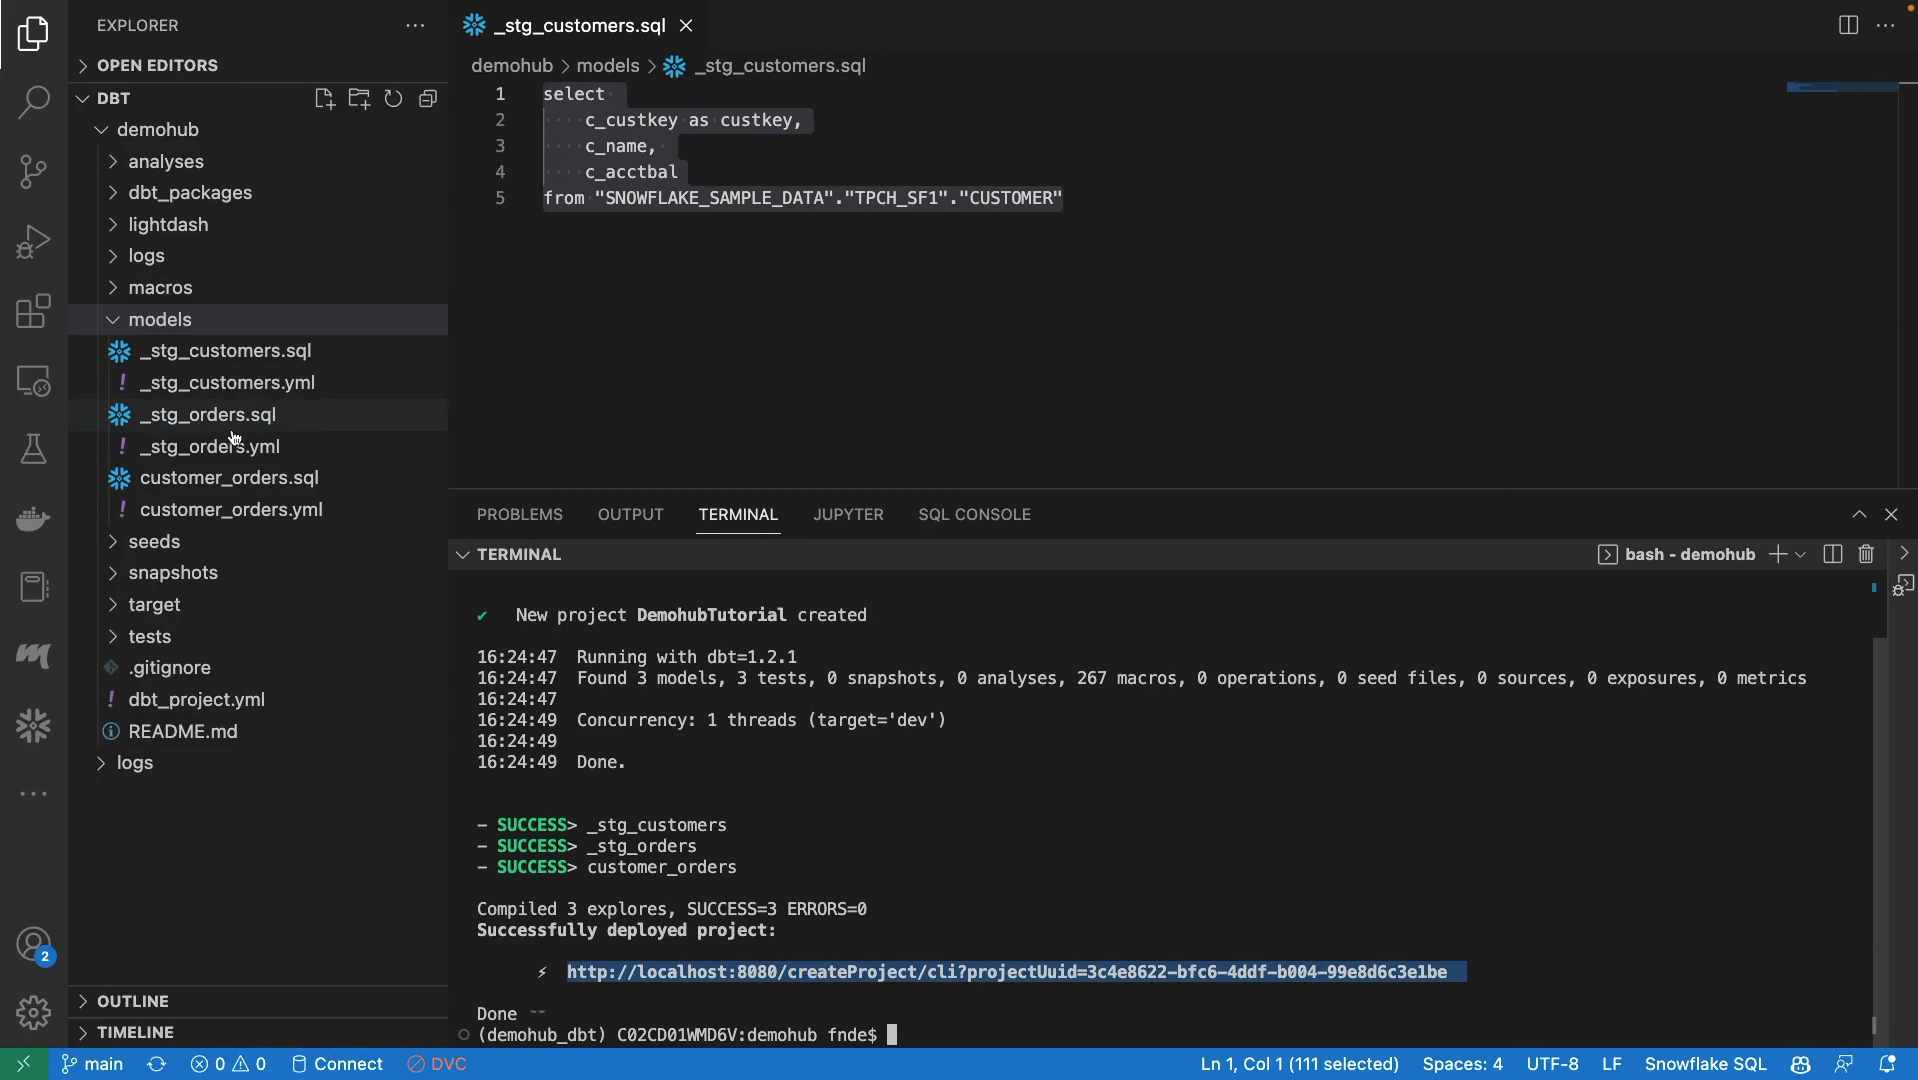 EXPLORER
_stg_customers.sql
OPEN EDITORS
demohub > models > _stg_customers.sql
DBT
demohub
analyses
dbt_packages
lightdash
logs
macros
models
_stg_customers.sql
! _stg_customers.yml
_stg_orders.sql
! _stg_orders.yml
customer_orders.sql
! customer_orders.yml
seeds
snapshots
target
tests
.gitignore
! dbt_project.yml
README.md
logs
OUTLINE
TIMELINE
1 select
2 c_custkey as custkey,
3 c_name,
4 c_acctbal
5 from "SNOWFLAKE_SAMPLE_DATA"."TPCH_SF1"."CUSTOMER"
PROBLEMS OUTPUT TERMINAL JUPYTER SQL CONSOLE
TERMINAL
bash - demohub
✔ New project DemohubTutorial created
16:24:47 Running with dbt=1.2.1
16:24:47 Found 3 models, 3 tests, 0 snapshots, 0 analyses, 267 macros, 0 operations, 0 seed files, 0 sources, 0 exposures, 0 metrics
16:24:47
16:24:49 Concurrency: 1 threads (target='dev')
16:24:49
16:24:49 Done.
- SUCCESS> _stg_customers
- SUCCESS> _stg_orders
- SUCCESS> customer_orders
Compiled 3 explores, SUCCESS=3 ERRORS=0
Successfully deployed project:
⚡ http://localhost:8080/createProject/cli?projectUuid=3c4e8622-bfc6-4ddf-b004-99e8d6c3e1be
Done
(demohub_dbt) C02CD01WMD6V:demohub fnde$
2
main 0 0 Connect DVC
Ln 1, Col 1 (111 selected) Spaces: 4 UTF-8 LF Snowflake SQL